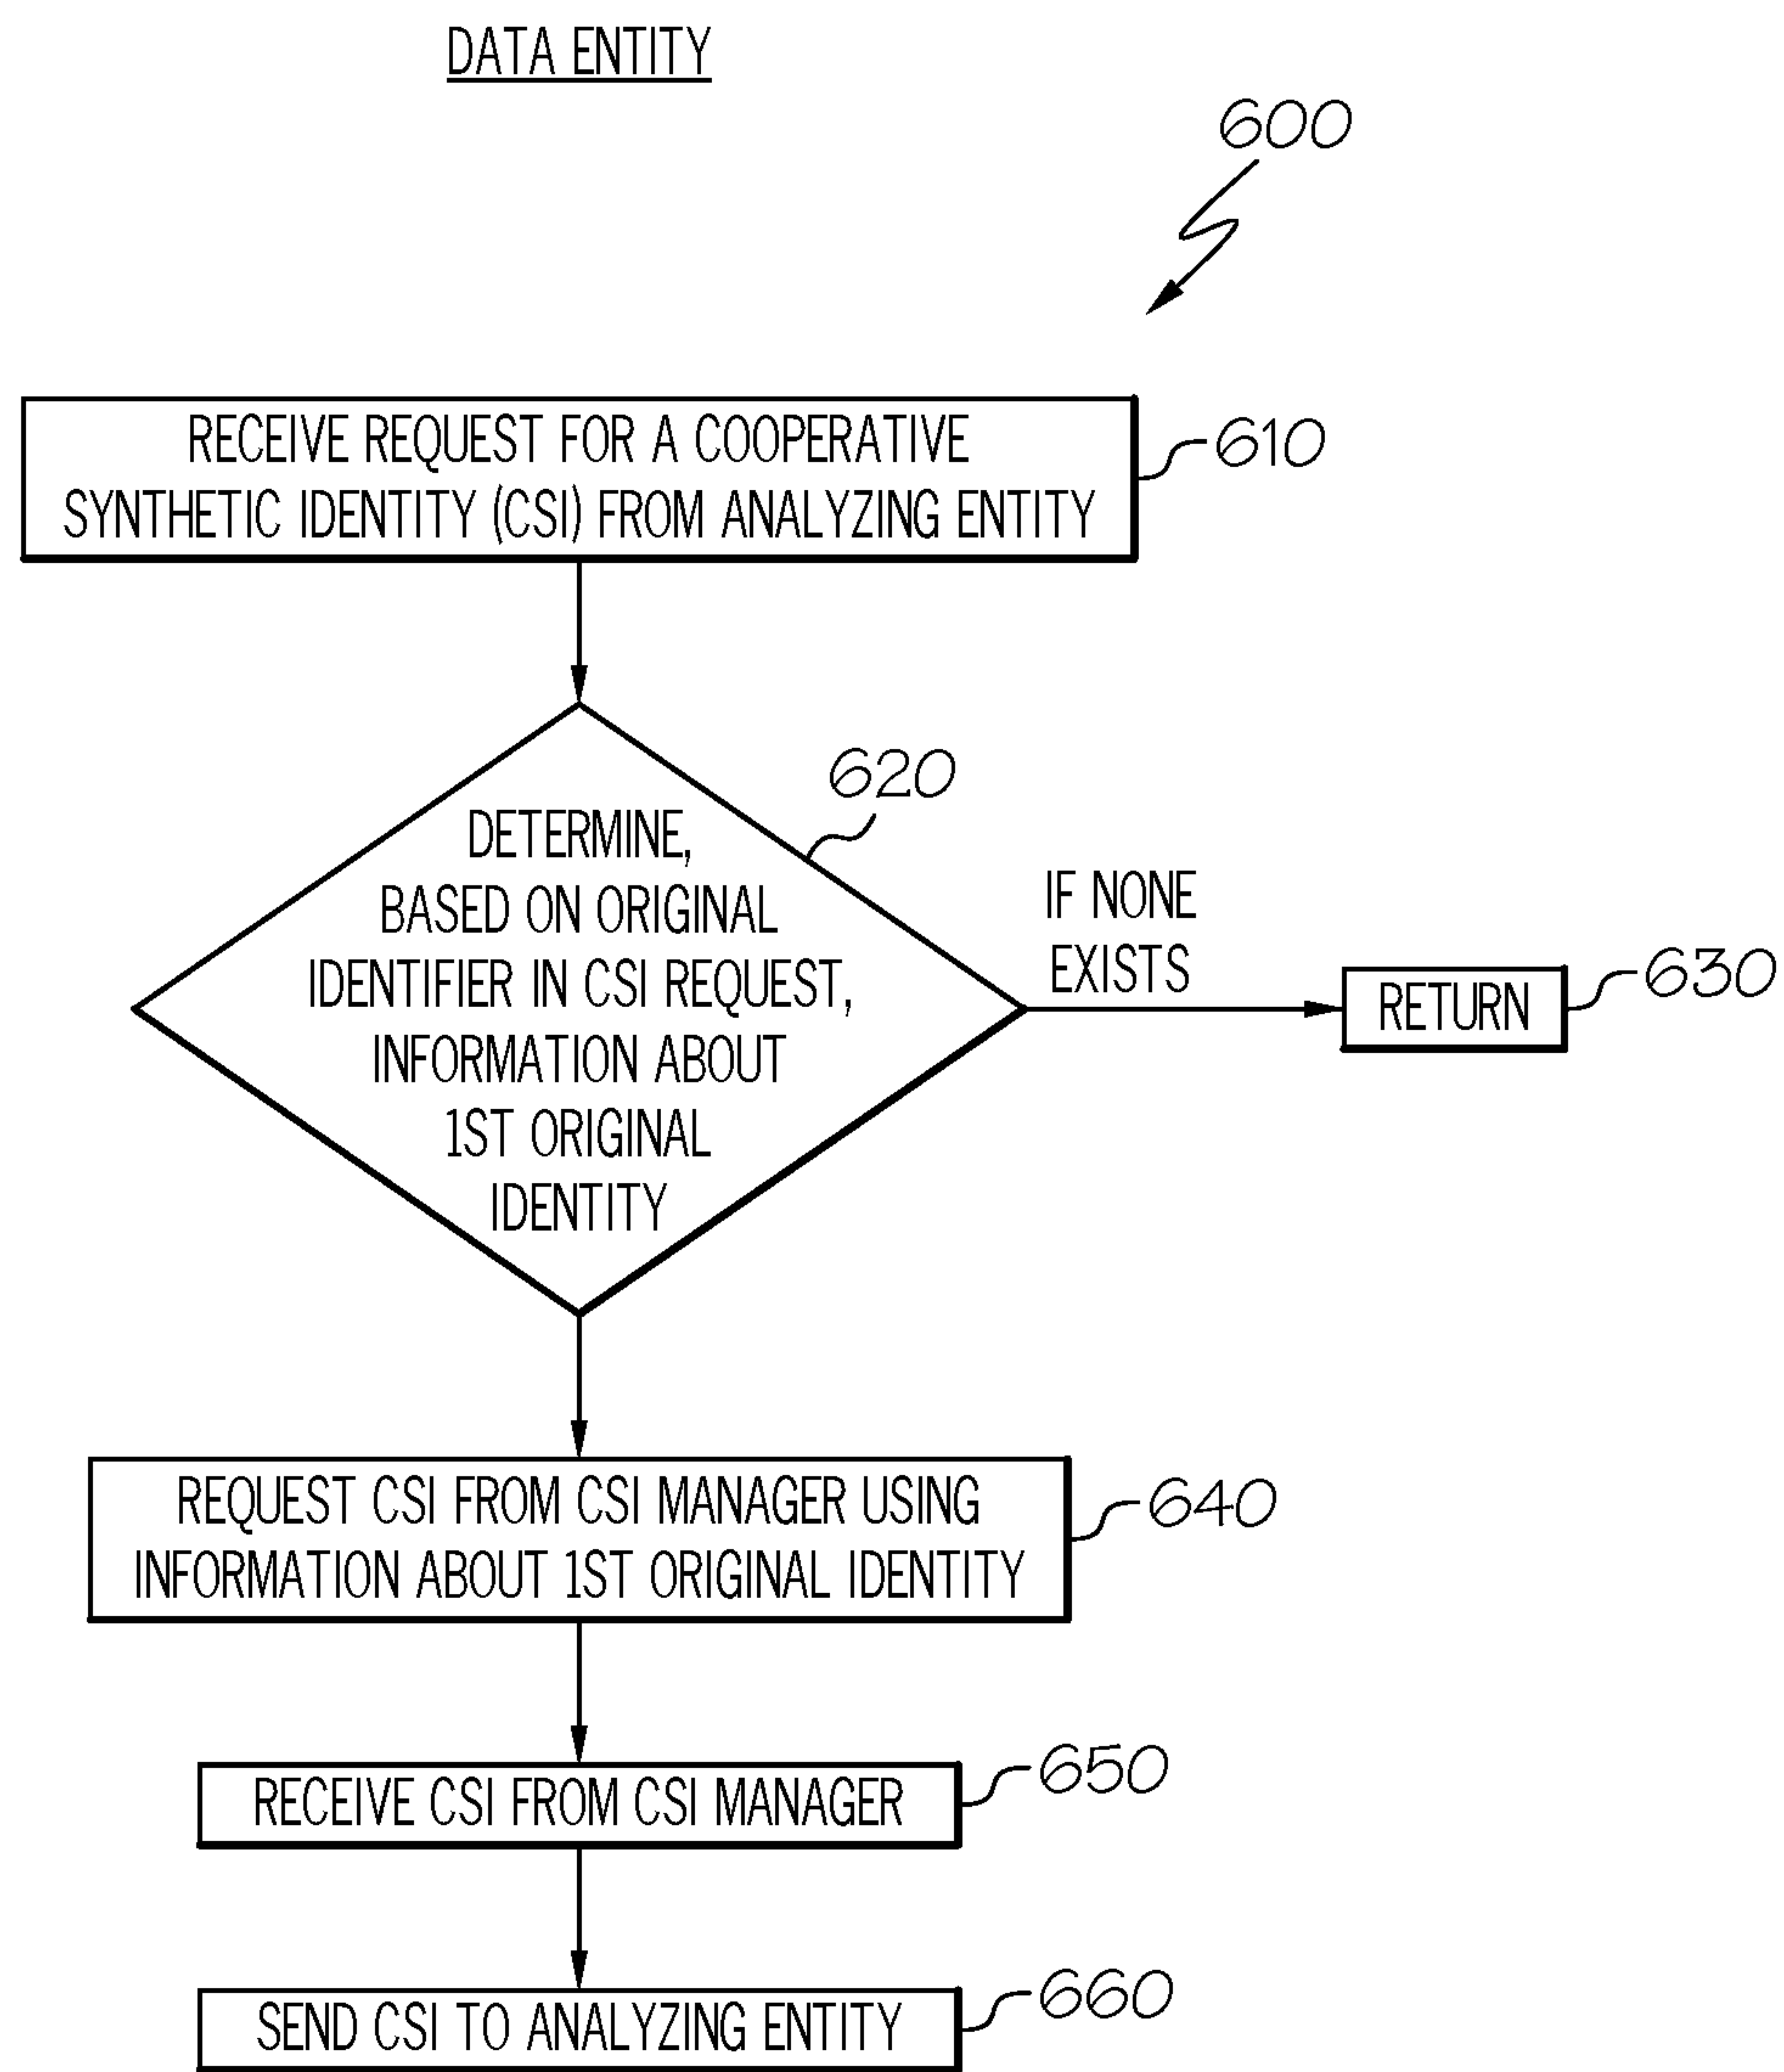 DATA ENTITY
600
RECEIVE REQUEST FOR A COOPERATIVE
SYNTHETIC IDENTITY (CSI) FROM ANALYZING ENTITY
610
620
DETERMINE,
BASED ON ORIGINAL
IDENTIFIER IN CSI REQUEST,
INFORMATION ABOUT
1ST ORIGINAL
IDENTITY
IF NONE
EXISTS
RETURN
630
REQUEST CSI FROM CSI MANAGER USING
INFORMATION ABOUT 1ST ORIGINAL IDENTITY
640
RECEIVE CSI FROM CSI MANAGER
650
SEND CSI TO ANALYZING ENTITY
660